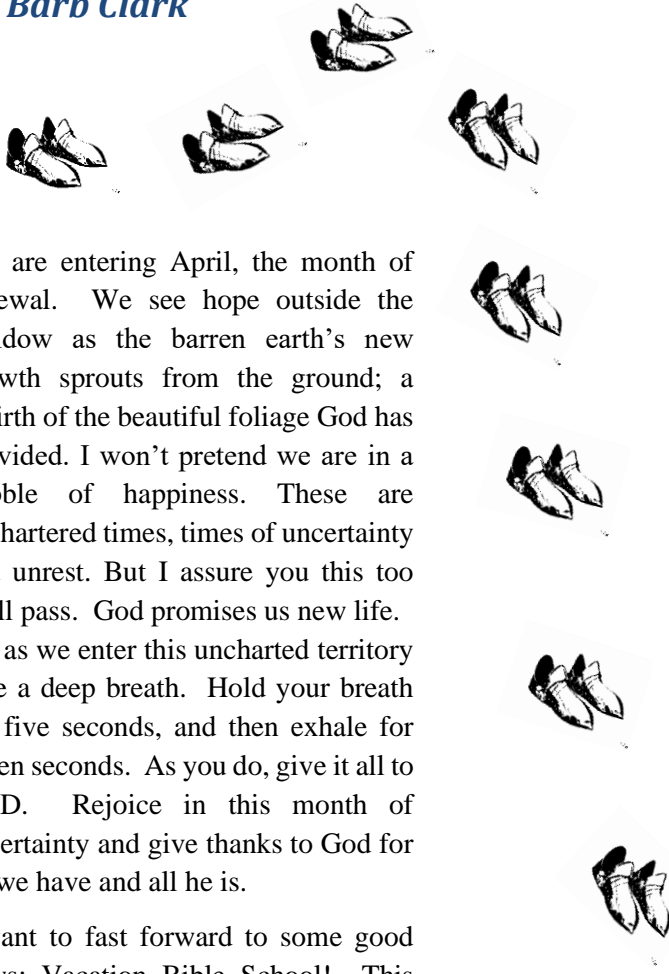 Barb Clark
are entering April, the month of
ewal. We see hope outside the
dow as the barren earth’s new
wth sprouts from the ground; a
irth of the beautiful foliage God has
vided. I won’t pretend we are in a
bble of happiness. These are
hartered times, times of uncertainty
unrest. But I assure you this too
ll pass. God promises us new life.
as we enter this uncharted territory
e a deep breath. Hold your breath
five seconds, and then exhale for
en seconds. As you do, give it all to
D. Rejoice in this month of
ertainty and give thanks to God for
we have and all he is.
ant to fast forward to some good
ws: Vacation Bible School! This